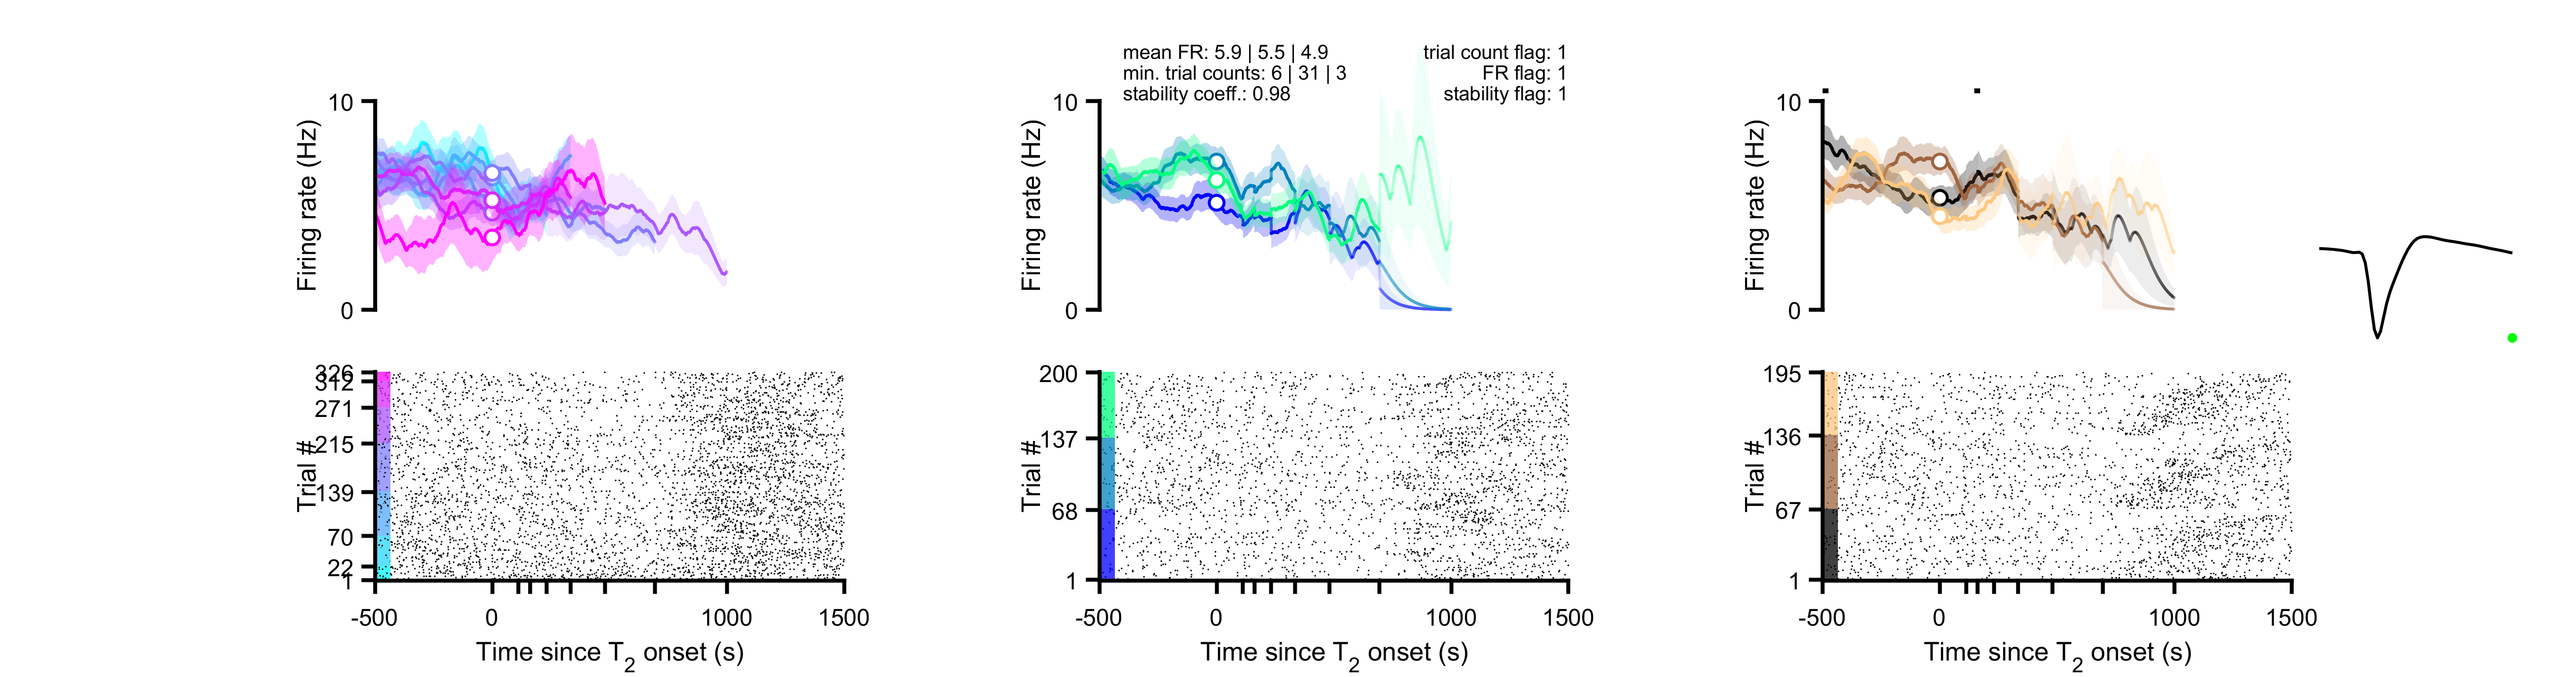 mean FR: 5.9 | 5.5 | 4.9
min. trial counts: 6 | 31 | 3
stability coeff.: 0.98
trial count flag: 1
FR flag: 1
stability flag: 1
10
Firing rate (Hz)
0
10
Firing rate (Hz)
0
10
Firing rate (Hz)
0
326
312
271
215
139
70
22
1
Trial #
-500
0
1000
1500
Time since T2 onset (s)
200
137
68
1
Trial #
-500
0
1000
1500
Time since T2 onset (s)
195
136
67
1
Trial #
-500
0
1000
1500
Time since T2 onset (s)